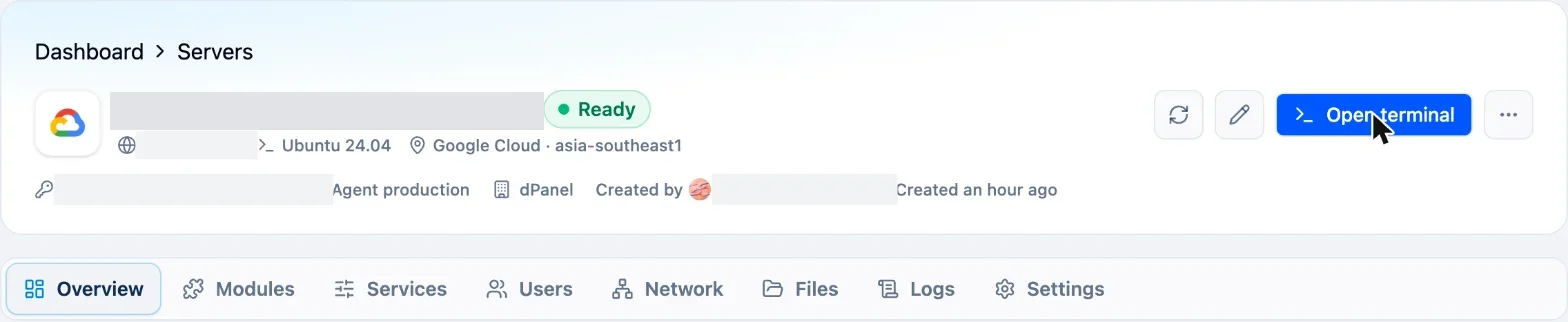 Dashboard > Servers
Ready
Ubuntu 24.04 Google Cloud · asia-southeast1
Open terminal
Agent production dPanel Created by Created an hour ago
Overview Modules Services Users Network Files Logs Settings